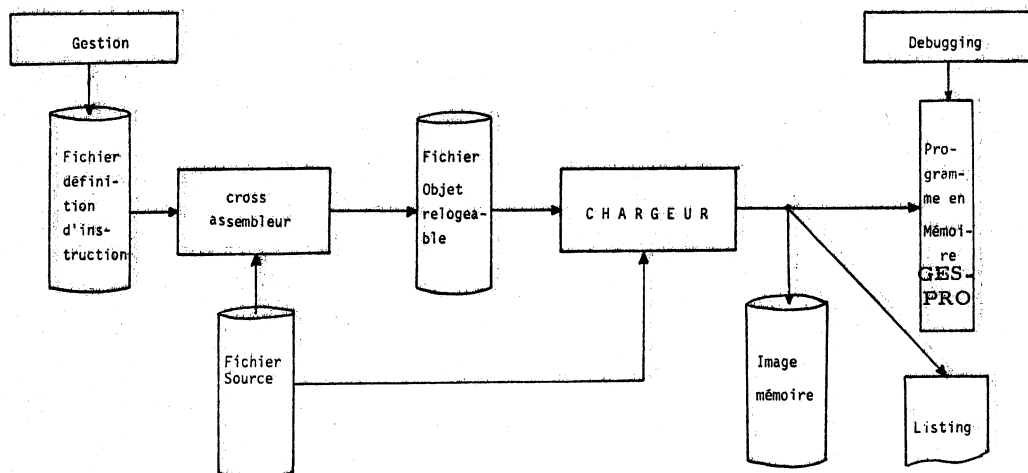 Gestion
Debugging
Fichier
défini-
tion
d'ins-
truction
cross
assembleur
Fichier
Objet
relogea-
ble
CHARGEUR
Pro-
gram-
me en
Mémoi-
re
GES-
PRO
Fichier
Source
Image
mémoire
Listing